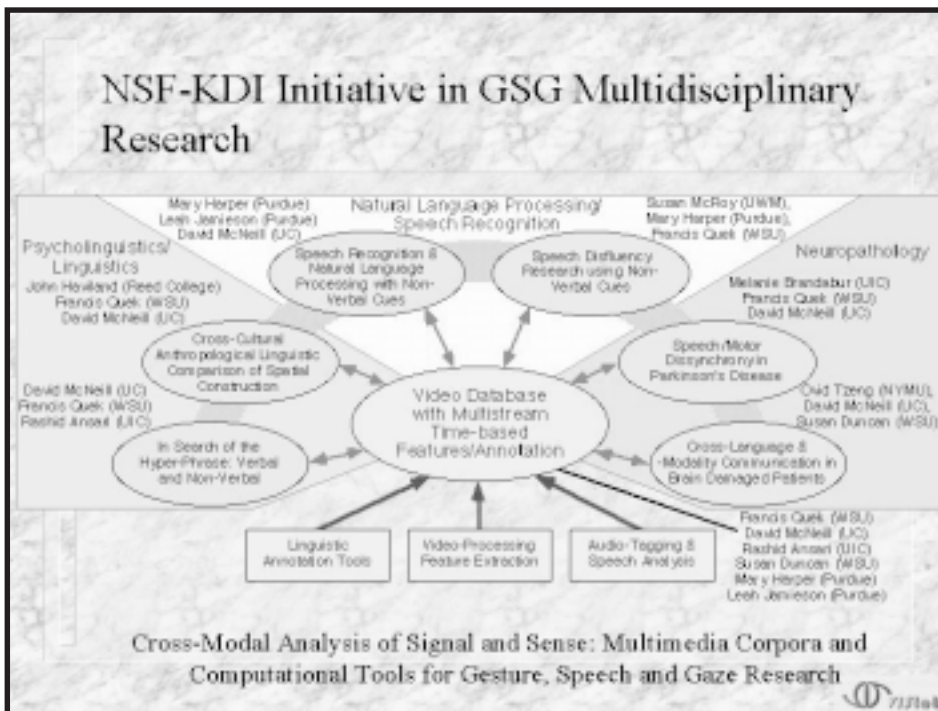 NSF-KDI Initiative in GSG Multidisciplinary
Research
Mary Harper (Purdue)
Leah Jamieson (Purdue)
David McNeill (UC)
Natural Language Processing/
Speech Recognition
Susan McRoy (UWM),
Mary Harper (Purdue),
Francis Quek (WSU)
Psycholinguistics/
Linguistics
John Haviland (Reed College)
Francis Quek (WSU)
David McNeill (UC)
Speech Recognition &
Natural Language
Processing with Non-
Verbal Cues
Speech Disfluency
Research using Non-
Verbal Cues
Neuropathology
Melanie Brandabur (UIC)
Francis Quek (WSU)
David McNeill (UC)
Cross-Cultural
Anthropological Linguistic
Comparison of Spatial
Construction
Speech/Motor
Dissynchrony in
Parkinson's Disease
David McNeill (UC)
Francis Quek (WSU)
Rashid Ansari (UIC)
Video Database
with Multistream
Time-based
Features/Annotation
Ovid Tzeng (NYMU),
David McNeill (UC),
Susan Duncan (WSU)
In Search of the
Hyper-Phrase: Verbal
and Non-Verbal
Cross-Language &
-Modality Communication in
Brain Damaged Patients
Linguistic
Annotation Tools
Video-Processing
Feature Extraction
Audio-Tagging &
Speech Analysis
Francis Quek (WSU)
David McNeill (UC)
Rashid Ansari (UIC)
Susan Duncan (WSU)
Mary Harper (Purdue)
Leah Jamieson (Purdue)
Cross-Modal Analysis of Signal and Sense: Multimedia Corpora and
Computational Tools for Gesture, Speech and Gaze Research